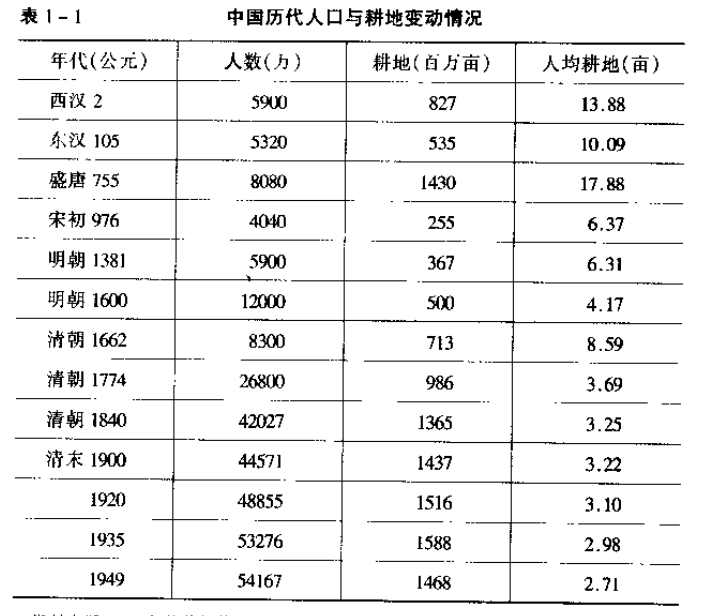 表1-1 中国历代人口与耕地变动情况
年代(公元) 人数(万) 耕地(百万亩) 人均耕地(亩)
西汉 2 5900 827 13.88
东汉 105 5320 535 10.09
盛唐 755 8080 1430 17.88
宋初 976 4040 255 6.37
明朝 1381 5900 367 6.31
明朝 1600 12000 500 4.17
清朝 1662 8300 713 8.59
清朝 1774 26800 986 3.69
清朝 1840 42027 1365 3.25
清末 1900 44571 1437 3.22
1920 48855 1516 3.10
1935 53276 1588 2.98
1949 54167 1468 2.71